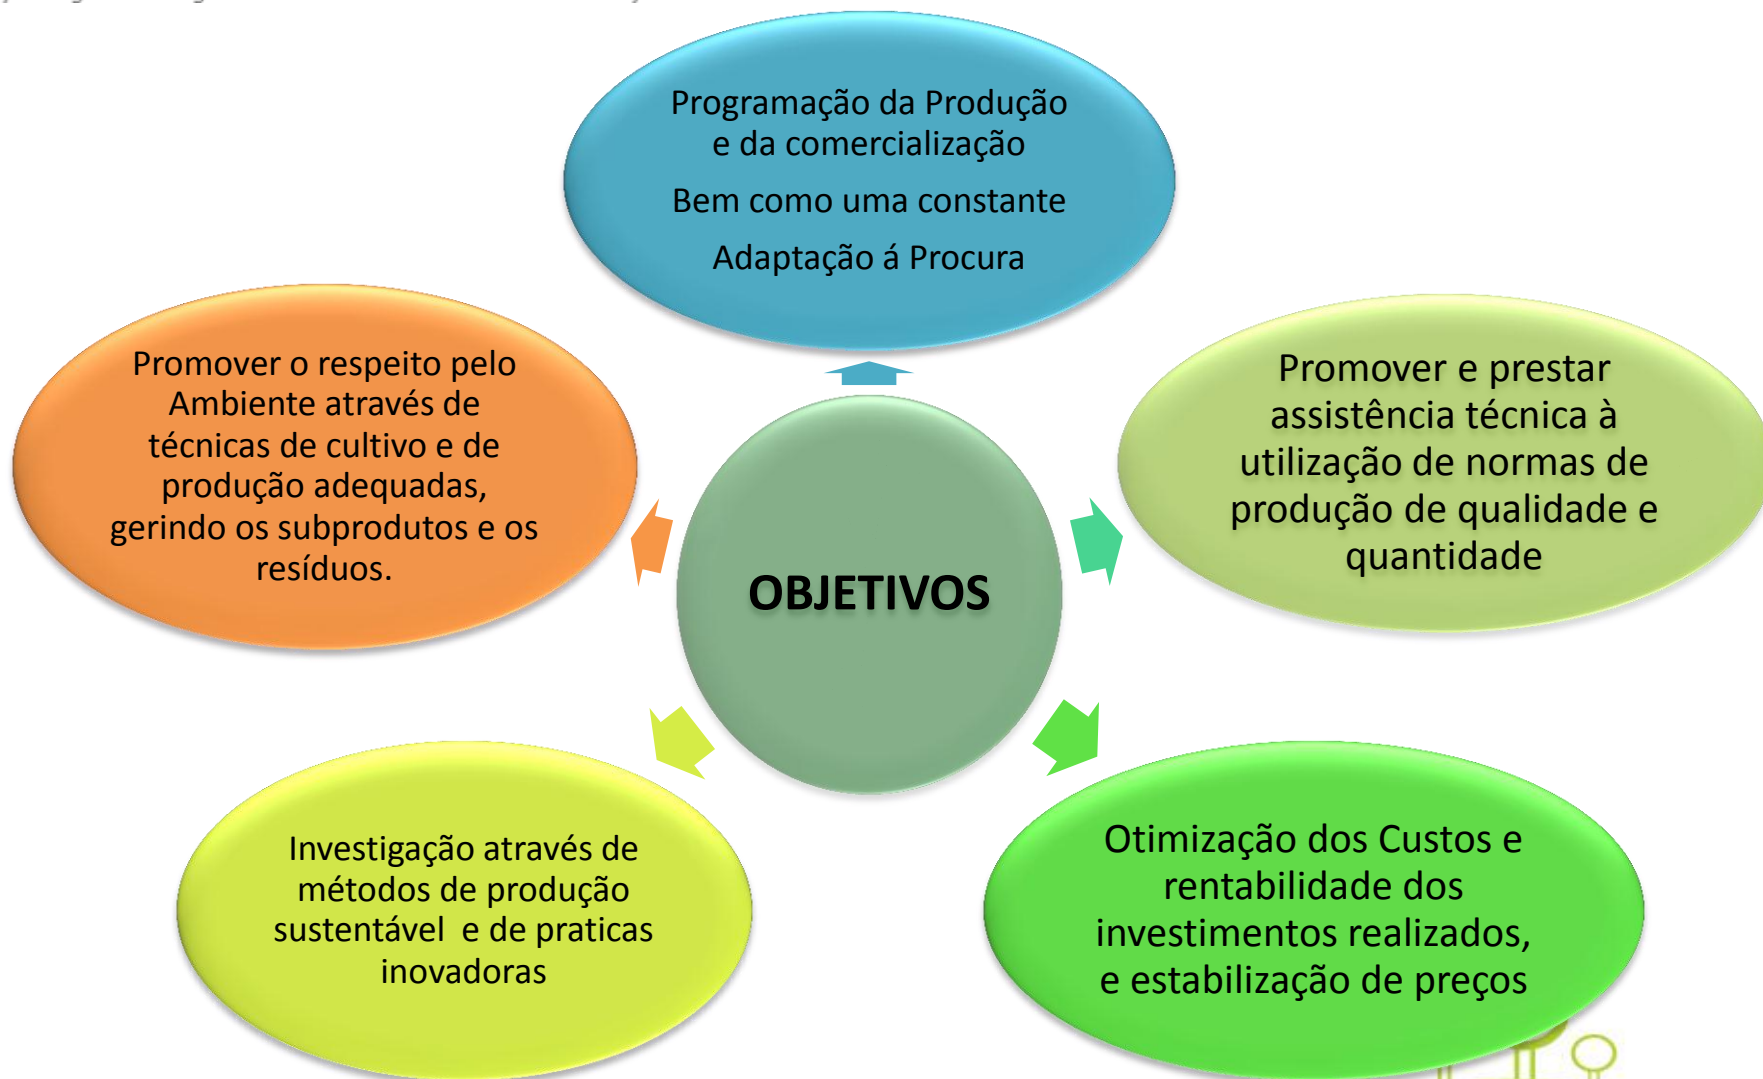 Programação da Produção
e da comercialização
Bem como uma constante
Adaptação á Procura
Promover o respeito pelo
Ambiente através de
técnicas de cultivo e de
produção adequadas,
gerindo os subprodutos e os
resíduos.
Promover e prestar
assistência técnica à
utilização de normas de
produção de qualidade e
quantidade
OBJETIVOS
Investigação através de
métodos de produção
sustentável  e de praticas
inovadoras
Otimização dos Custos e
rentabilidade dos
investimentos realizados,
e estabilização de preços